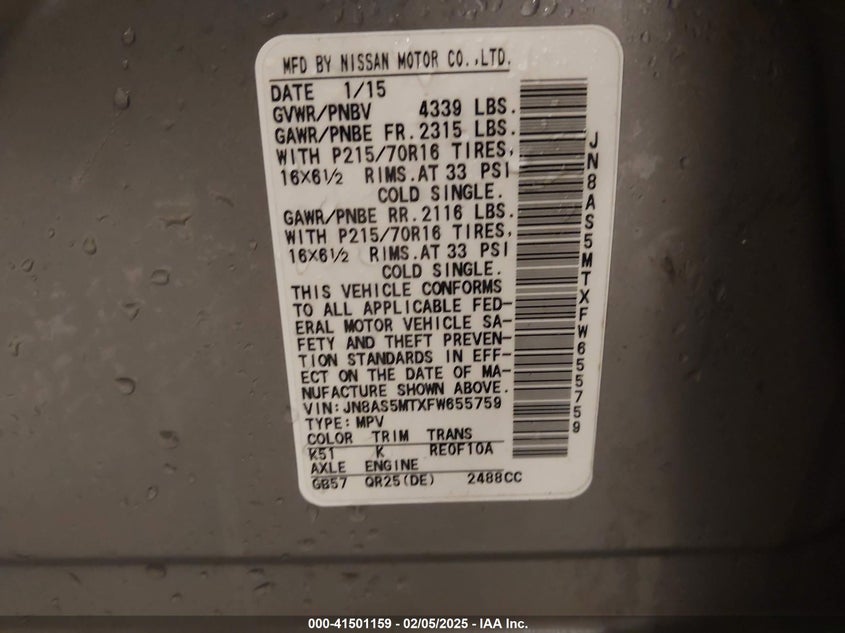 MFD BY NISSAN MOTOR CO.,LTD.
DATE 1/15
GVWR/PNBV 4339 LBS.
GAWR/PNBE FR. 2315 LBS.
WITH P215/70R16 TIRES,
16X6½ RIMS.AT 33 PSI
COLD SINGLE.
GAWR/PNBE RR. 2116 LBS.
WITH P215/70R16 TIRES,
16X6½ RIMS.AT 33 PSI
COLD SINGLE.
THIS VEHICLE CONFORMS
TO ALL APPLICABLE FED-
ERAL MOTOR VEHICLE SA-
FETY AND THEFT PREVEN-
TION STANDARDS IN EFF-
ECT ON THE DATE OF MA-
NUFACTURE SHOWN ABOVE.
VIN: JN8AS5MTXFW655759
TYPE: MPV
COLOR TRIM TRANS
K51 K RE0F10A
AXLE ENGINE
GB57 QR25(DE) 2488CC
JN8AS5MTXFW655759
000-41501159 - 02/05/2025 - IAA Inc.